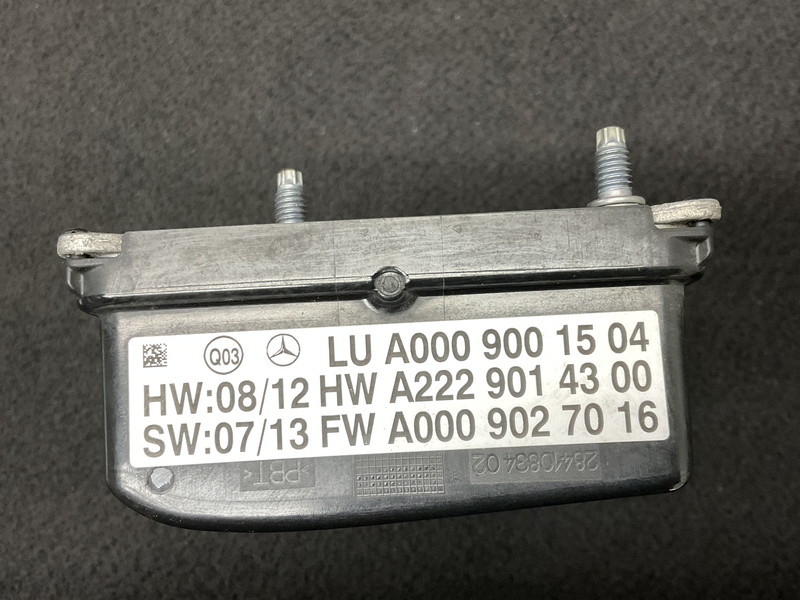 Q03 LU A000 900 15 04
HW:08/12 HW A222 901 43 00
SW:07/13 FW A000 902 70 16
>PBT<
28410834 02